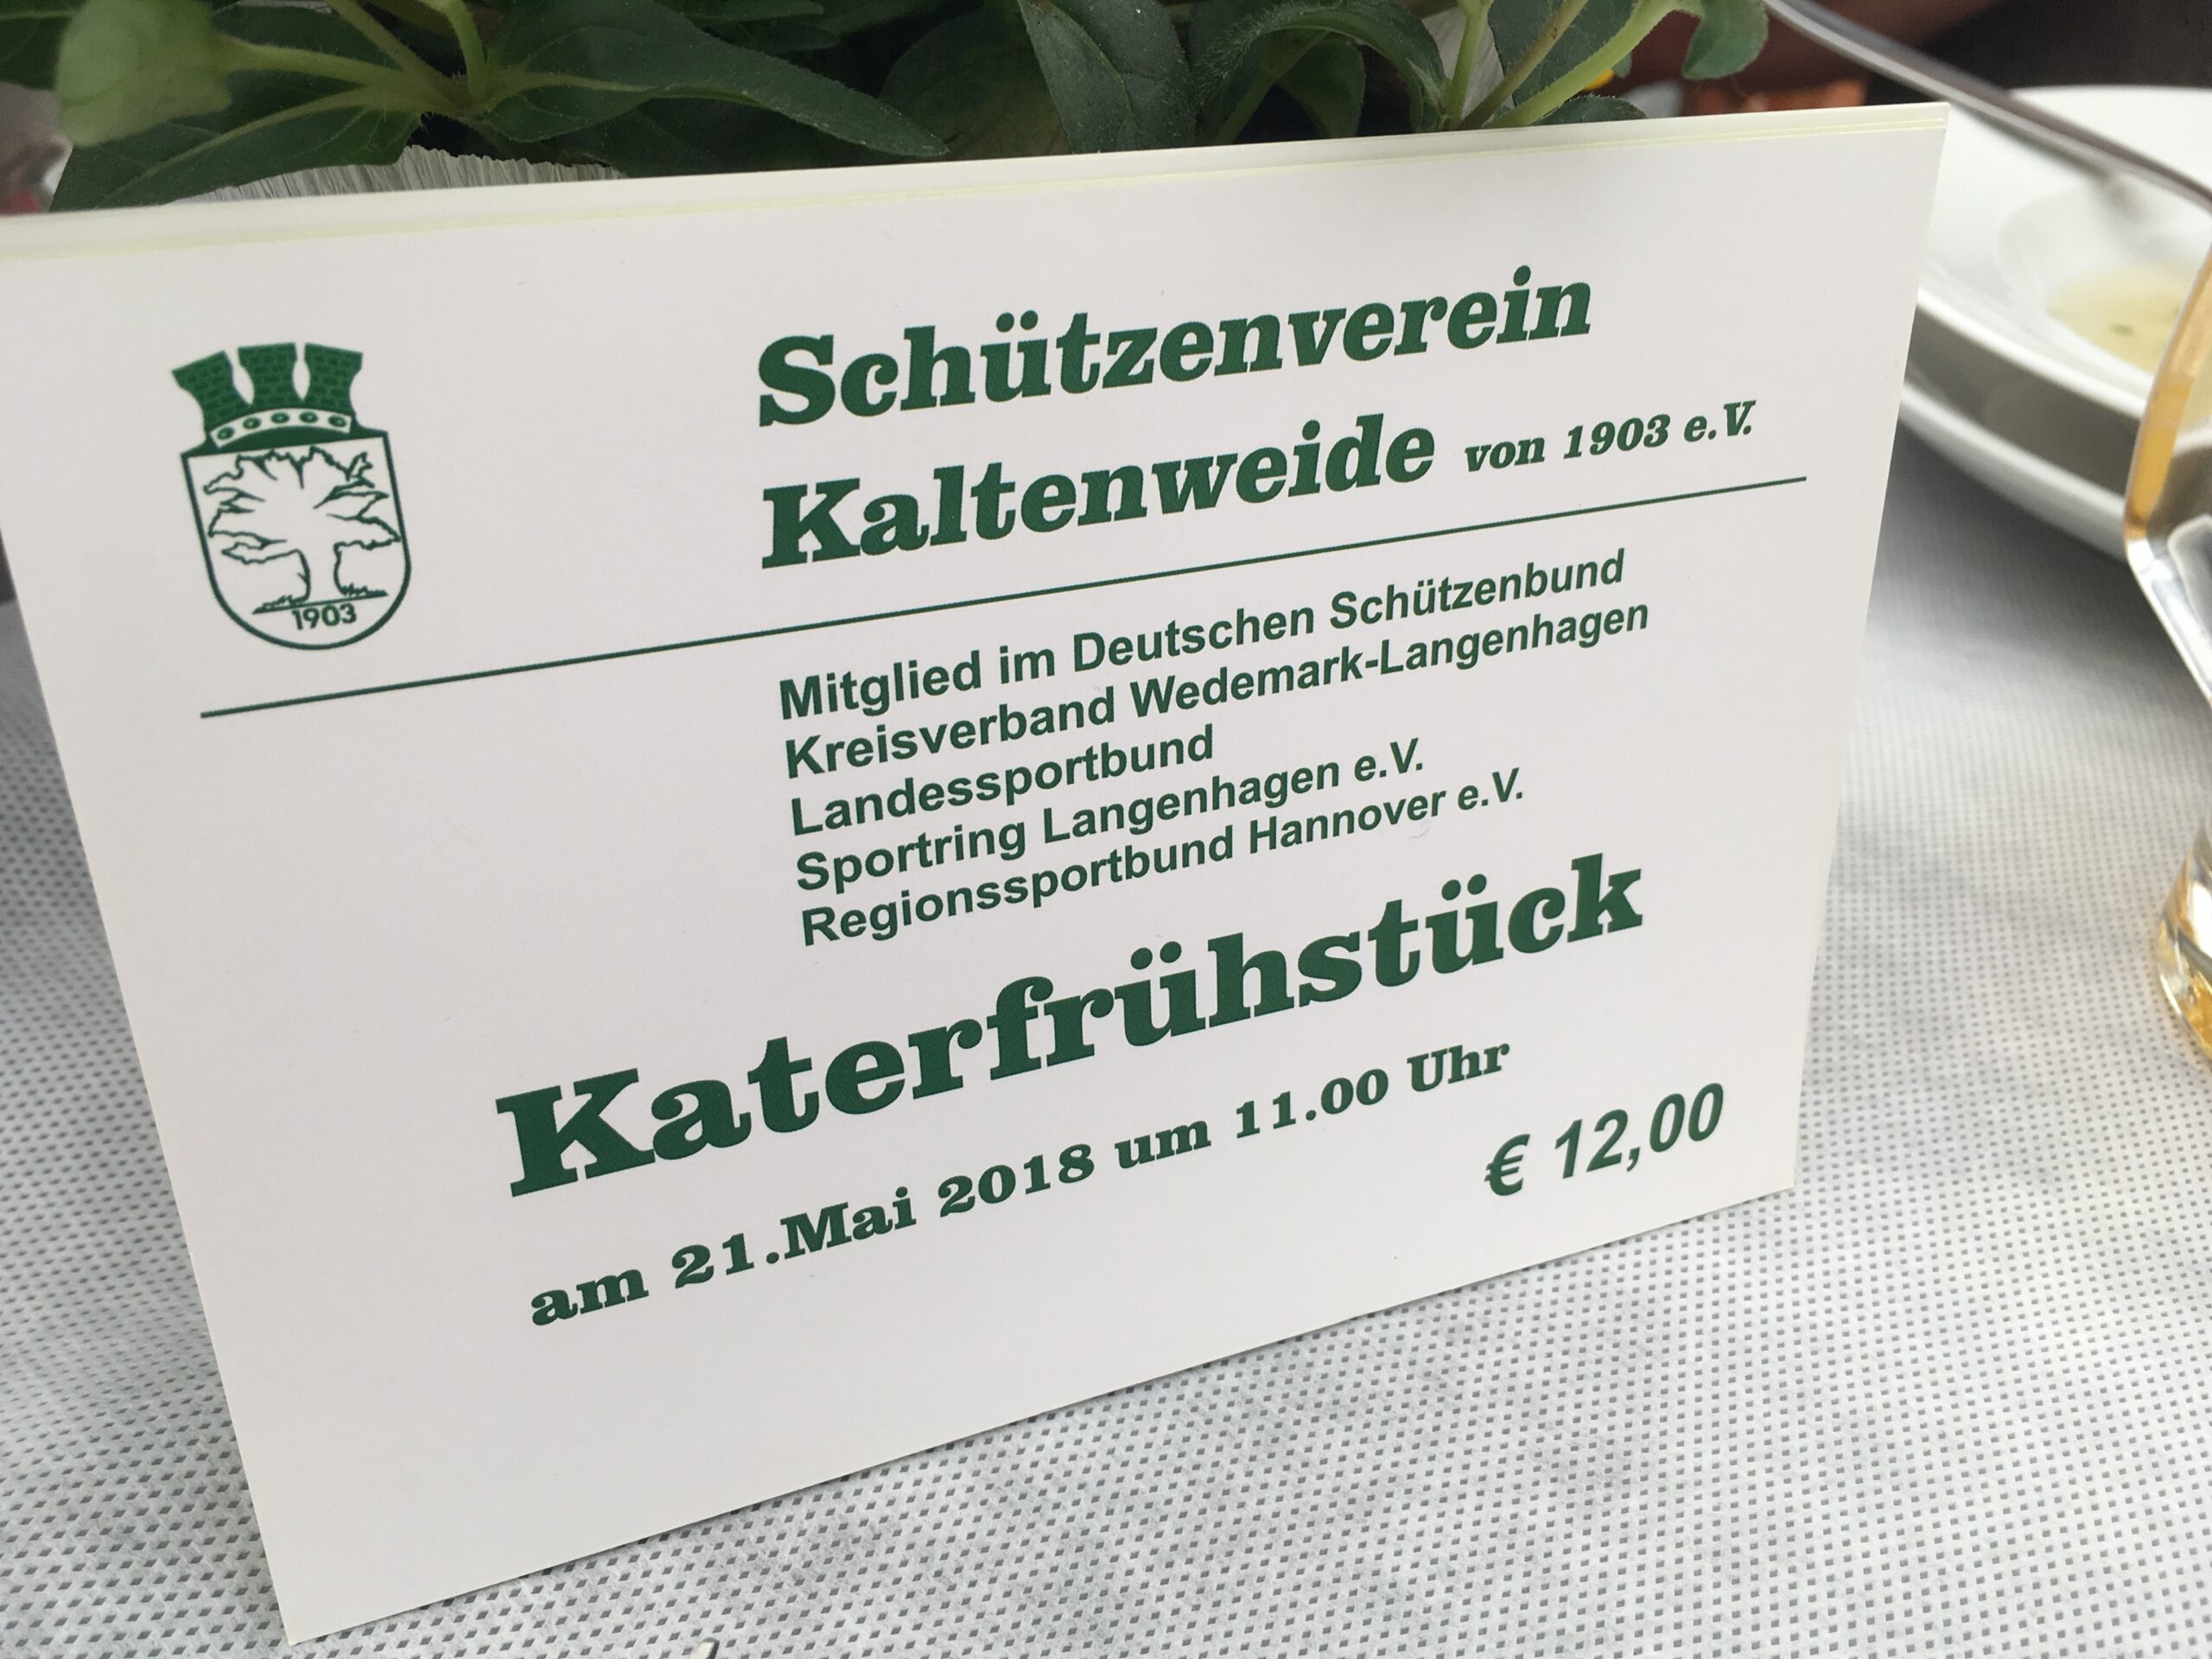 Schützenverein
Kaltenweide von 1903 e.V.
1903
Mitglied im Deutschen Schützenbund
Kreisverband Wedemark-Langenhagen
Landessportbund
Sportring Langenhagen e.V.
Regionssportbund Hannover e.V.
Katerfrühstück
am 21.Mai 2018 um 11.00 Uhr
€ 12,00